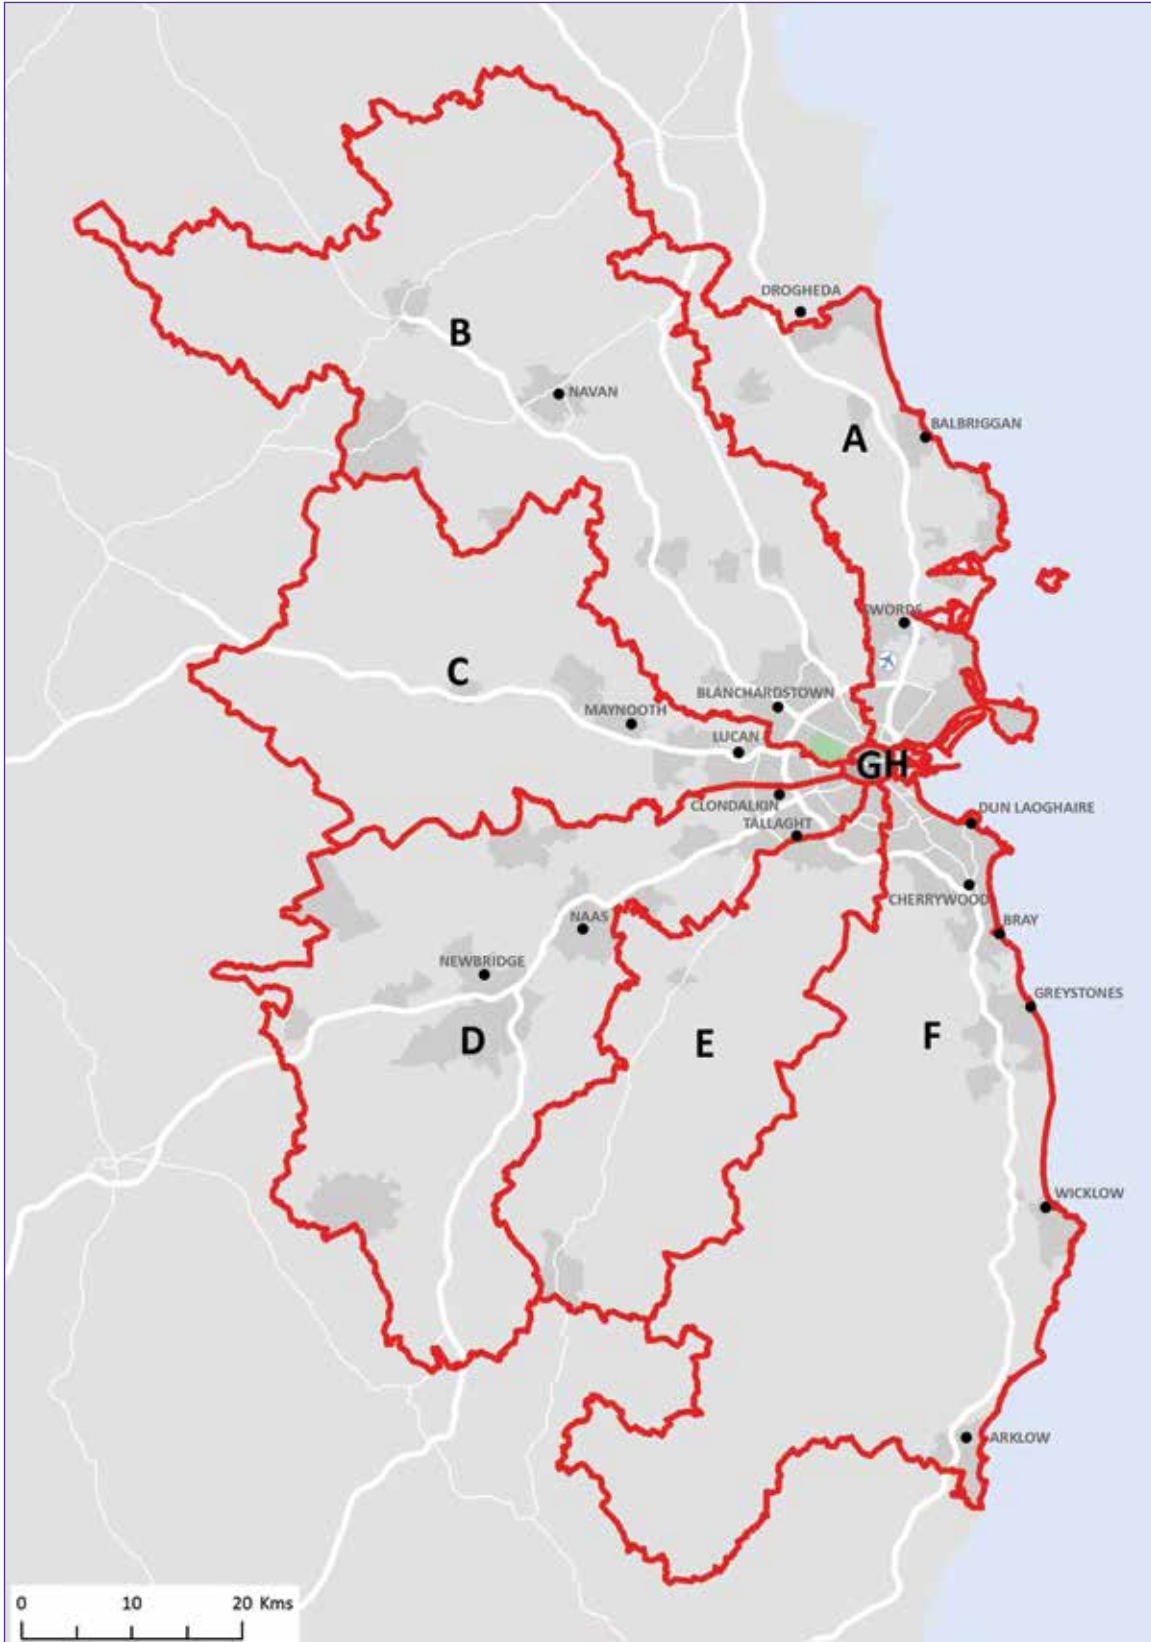 DROGHEDA
B
NAVAN
BALBRIGGAN
A
SWORDS
C
BLANCHARDSTOWN
MAYNOOTH
LUCAN
GH
CLONDALKIN
DUN LAOGHAIRE
TALLAGHT
CHERRYWOOD
NAAS
BRAY
NEWBRIDGE
GREYSTONES
D
E
F
WICKLOW
ARKLOW
0 10 20 Kms